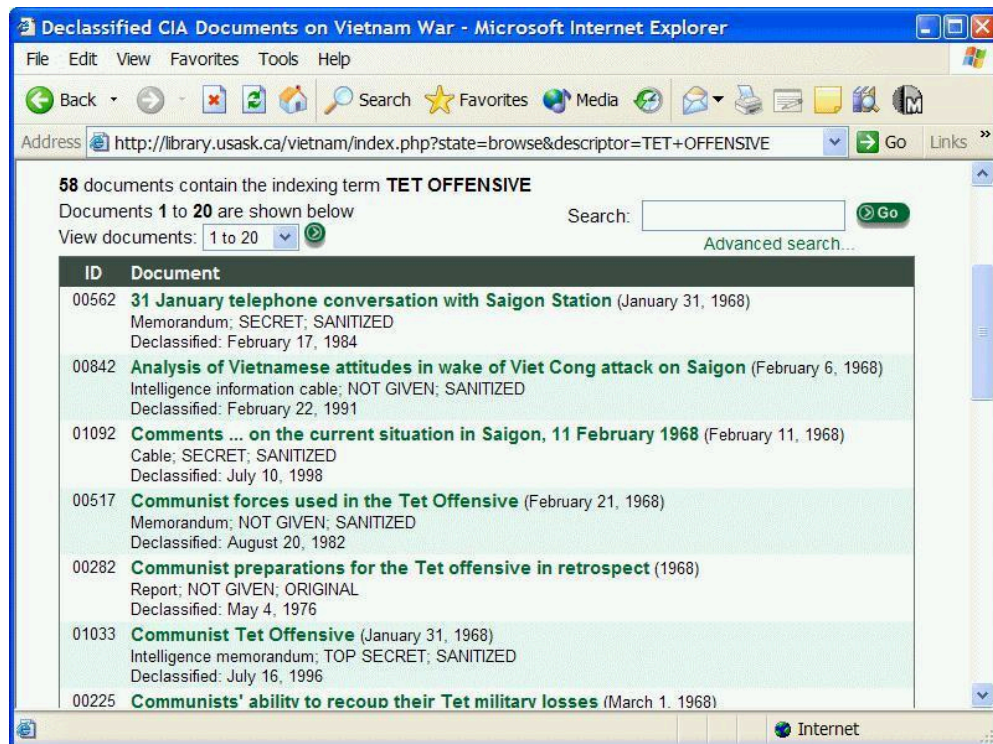 Declassified CIA Documents on Vietnam War - Microsoft Internet Explorer
File Edit View Favorites Tools Help
Back Search Favorites Media
Address http://library.usask.ca/vietnam/index.php?state=browse&descriptor=TET+OFFENSIVE Go Links »
58 documents contain the indexing term TET OFFENSIVE
Documents 1 to 20 are shown below
Search: Go
View documents: 1 to 20
Advanced search...
ID Document
00562 31 January telephone conversation with Saigon Station (January 31, 1968)
Memorandum; SECRET; SANITIZED
Declassified: February 17, 1984
00842 Analysis of Vietnamese attitudes in wake of Viet Cong attack on Saigon (February 6, 1968)
Intelligence information cable; NOT GIVEN; SANITIZED
Declassified: February 22, 1991
01092 Comments ... on the current situation in Saigon, 11 February 1968 (February 11, 1968)
Cable; SECRET; SANITIZED
Declassified: July 10, 1998
00517 Communist forces used in the Tet Offensive (February 21, 1968)
Memorandum; NOT GIVEN; SANITIZED
Declassified: August 20, 1982
00282 Communist preparations for the Tet offensive in retrospect (1968)
Report; NOT GIVEN; ORIGINAL
Declassified: May 4, 1976
01033 Communist Tet Offensive (January 31, 1968)
Intelligence memorandum; TOP SECRET; SANITIZED
Declassified: July 16, 1996
00225 Communists' ability to recoup their Tet military losses (March 1, 1968)
Internet